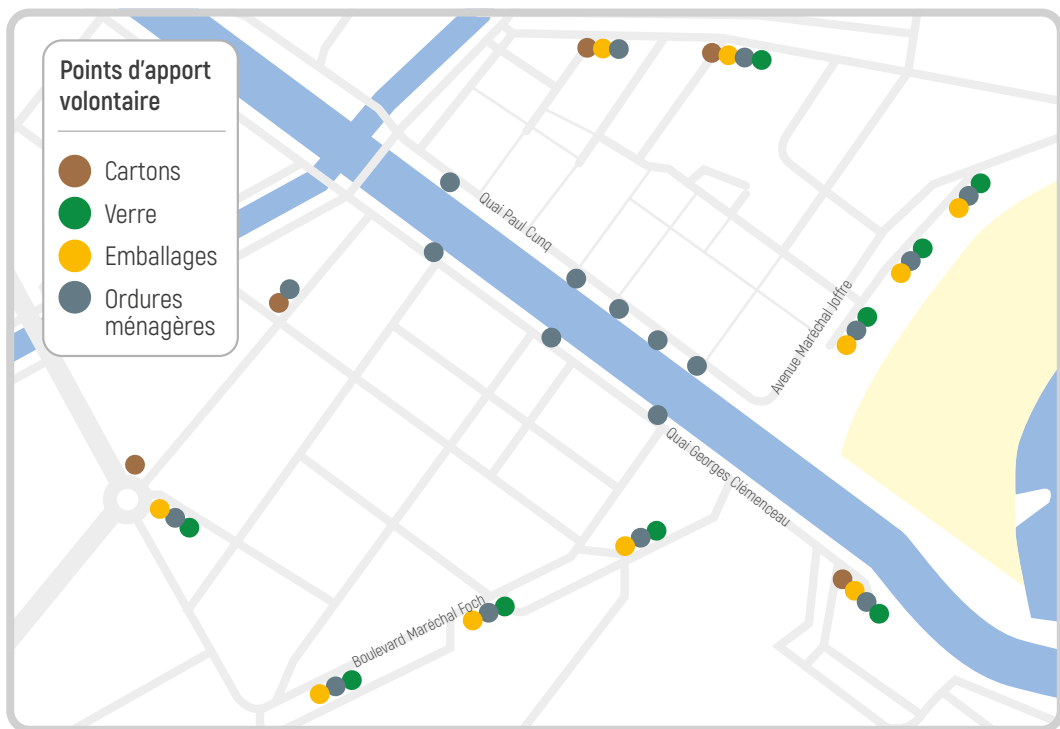 Points d'apport
volontaire
Cartons
Verre
Emballages
Ordures
ménagères
Quai Paul Cunq
Avenue Maréchal Joffre
Quai Georges Clémenceau
Boulevard Maréchal Foch